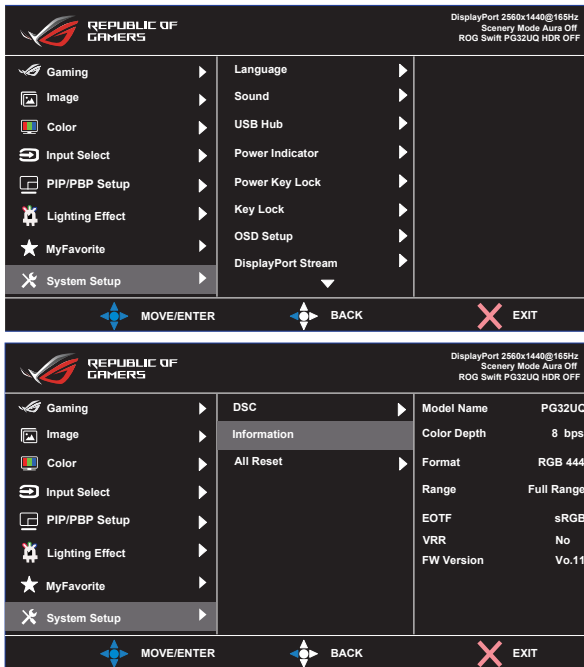 REPUBLIC OF
GAMERS
DisplayPort 2560x1440@165Hz
Scenery Mode Aura Off
ROG Swift PG32UQ HDR OFF
Gaming
Image
Color
Input Select
PIP/PBP Setup
Lighting Effect
MyFavorite
System Setup
Language
Sound
USB Hub
Power Indicator
Power Key Lock
Key Lock
OSD Setup
DisplayPort Stream
MOVE/ENTER
BACK
EXIT
REPUBLIC OF
GAMERS
DisplayPort 2560x1440@165Hz
Scenery Mode Aura Off
ROG Swift PG32UQ HDR OFF
Gaming
Image
Color
Input Select
PIP/PBP Setup
Lighting Effect
MyFavorite
System Setup
DSC
Information
All Reset
Model Name PG32UQ
Color Depth 8 bps
Format RGB 444
Range Full Range
EOTF sRGB
VRR No
FW Version Vo.11
MOVE/ENTER
BACK
EXIT